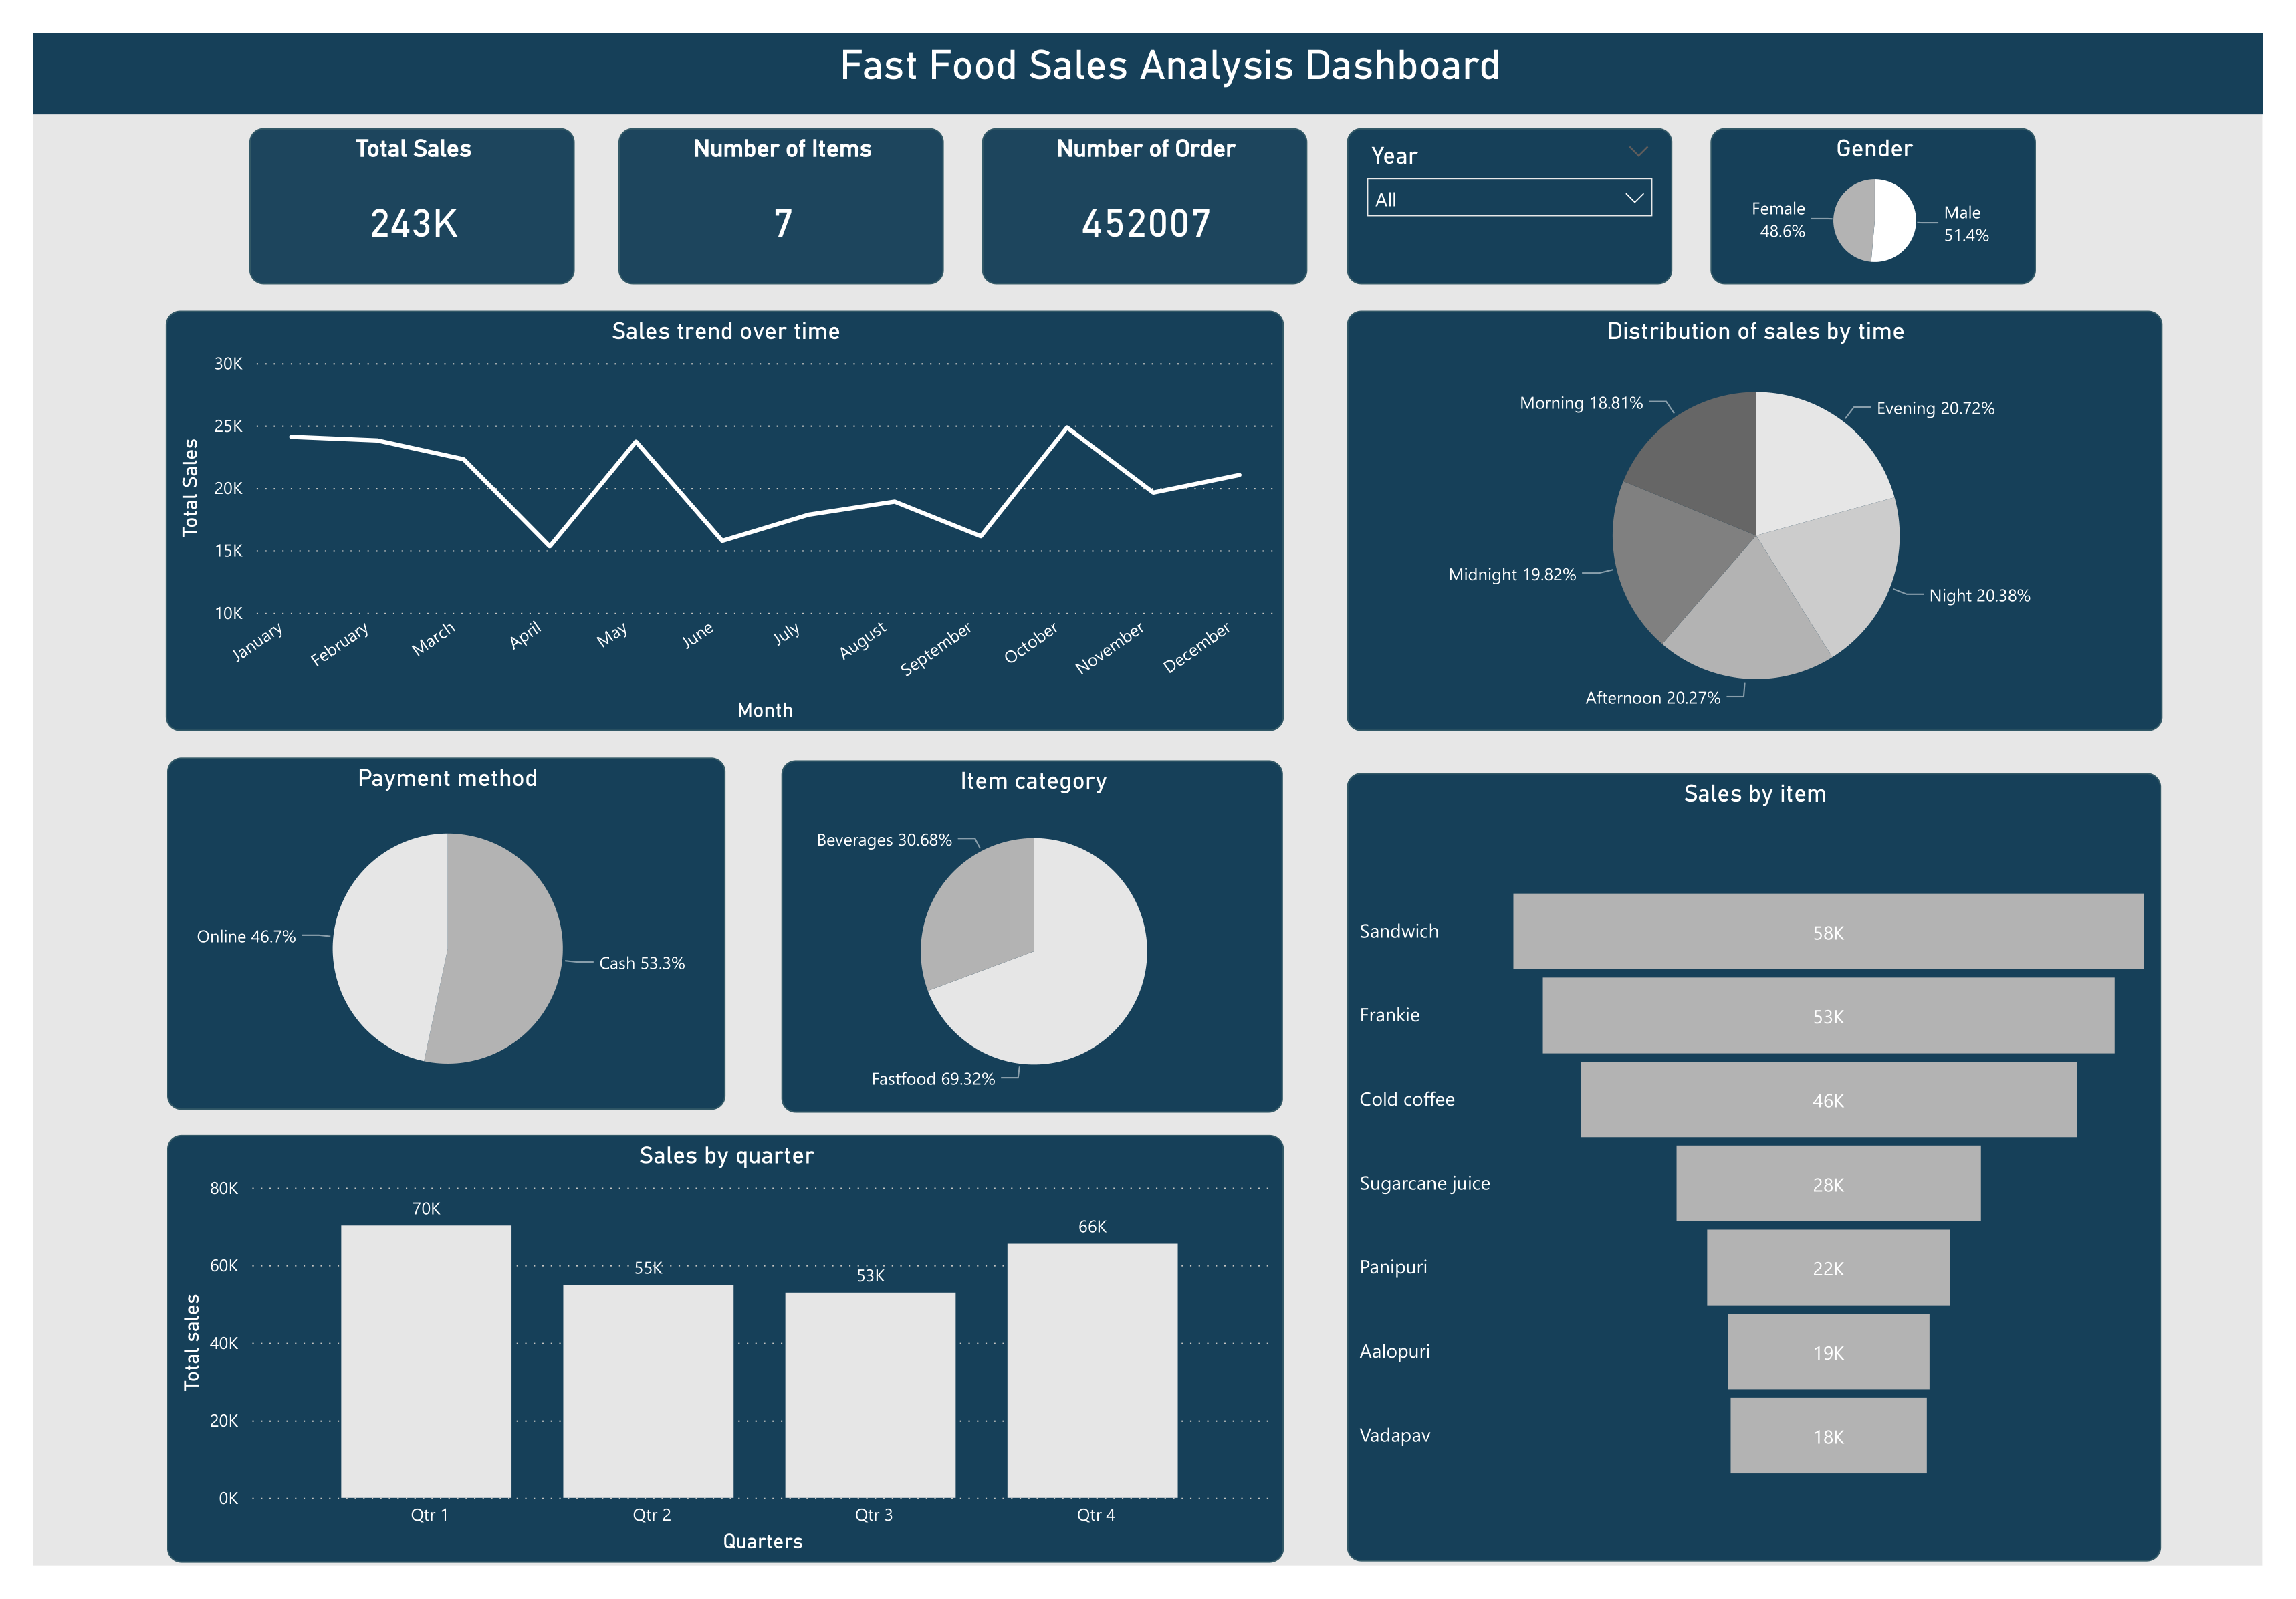 Fast Food Sales Analysis Dashboard
Total Sales
243K
Number of Items
7
Number of Order
452007
Year
All
Gender
Female
48.6%
Male
51.4%
Sales trend over time
30K
25K
20K
15K
10K
Total Sales
January
February
March
April
May
June
July
August
September
October
November
December
Month
Distribution of sales by time
Morning 18.81%
Evening 20.72%
Midnight 19.82%
Night 20.38%
Afternoon 20.27%
Payment method
Online 46.7%
Cash 53.3%
Item category
Beverages 30.68%
Fastfood 69.32%
Sales by item
Sandwich 58K
Frankie 53K
Cold coffee 46K
Sugarcane juice 28K
Panipuri 22K
Aalopuri 19K
Vadapav 18K
Sales by quarter
80K
60K
40K
20K
0K
Total sales
70K
55K
53K
66K
Qtr 1
Qtr 2
Qtr 3
Qtr 4
Quarters